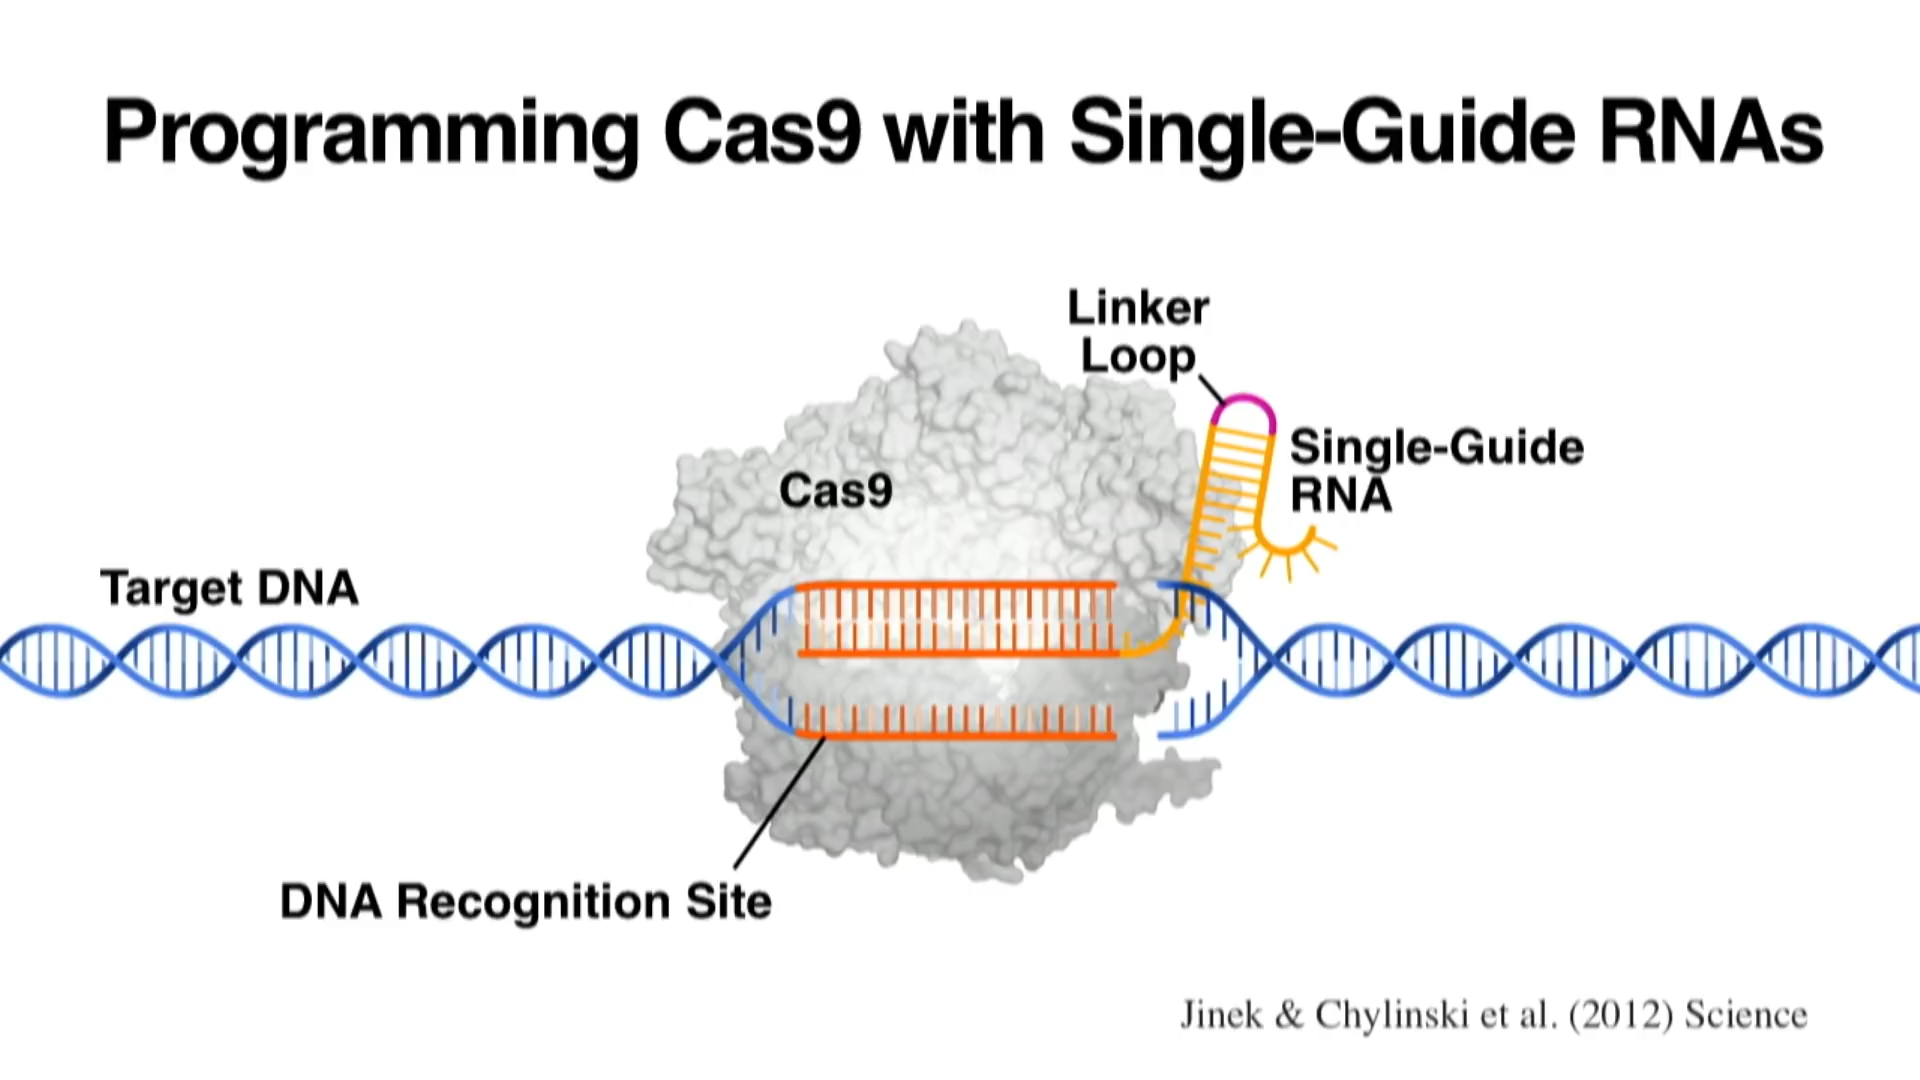 Programming Cas9 with Single-Guide RNAs
Linker
Loop
Single-Guide
RNA
Cas9
Target DNA
DNA Recognition Site
Jinek & Chylinski et al. (2012) Science